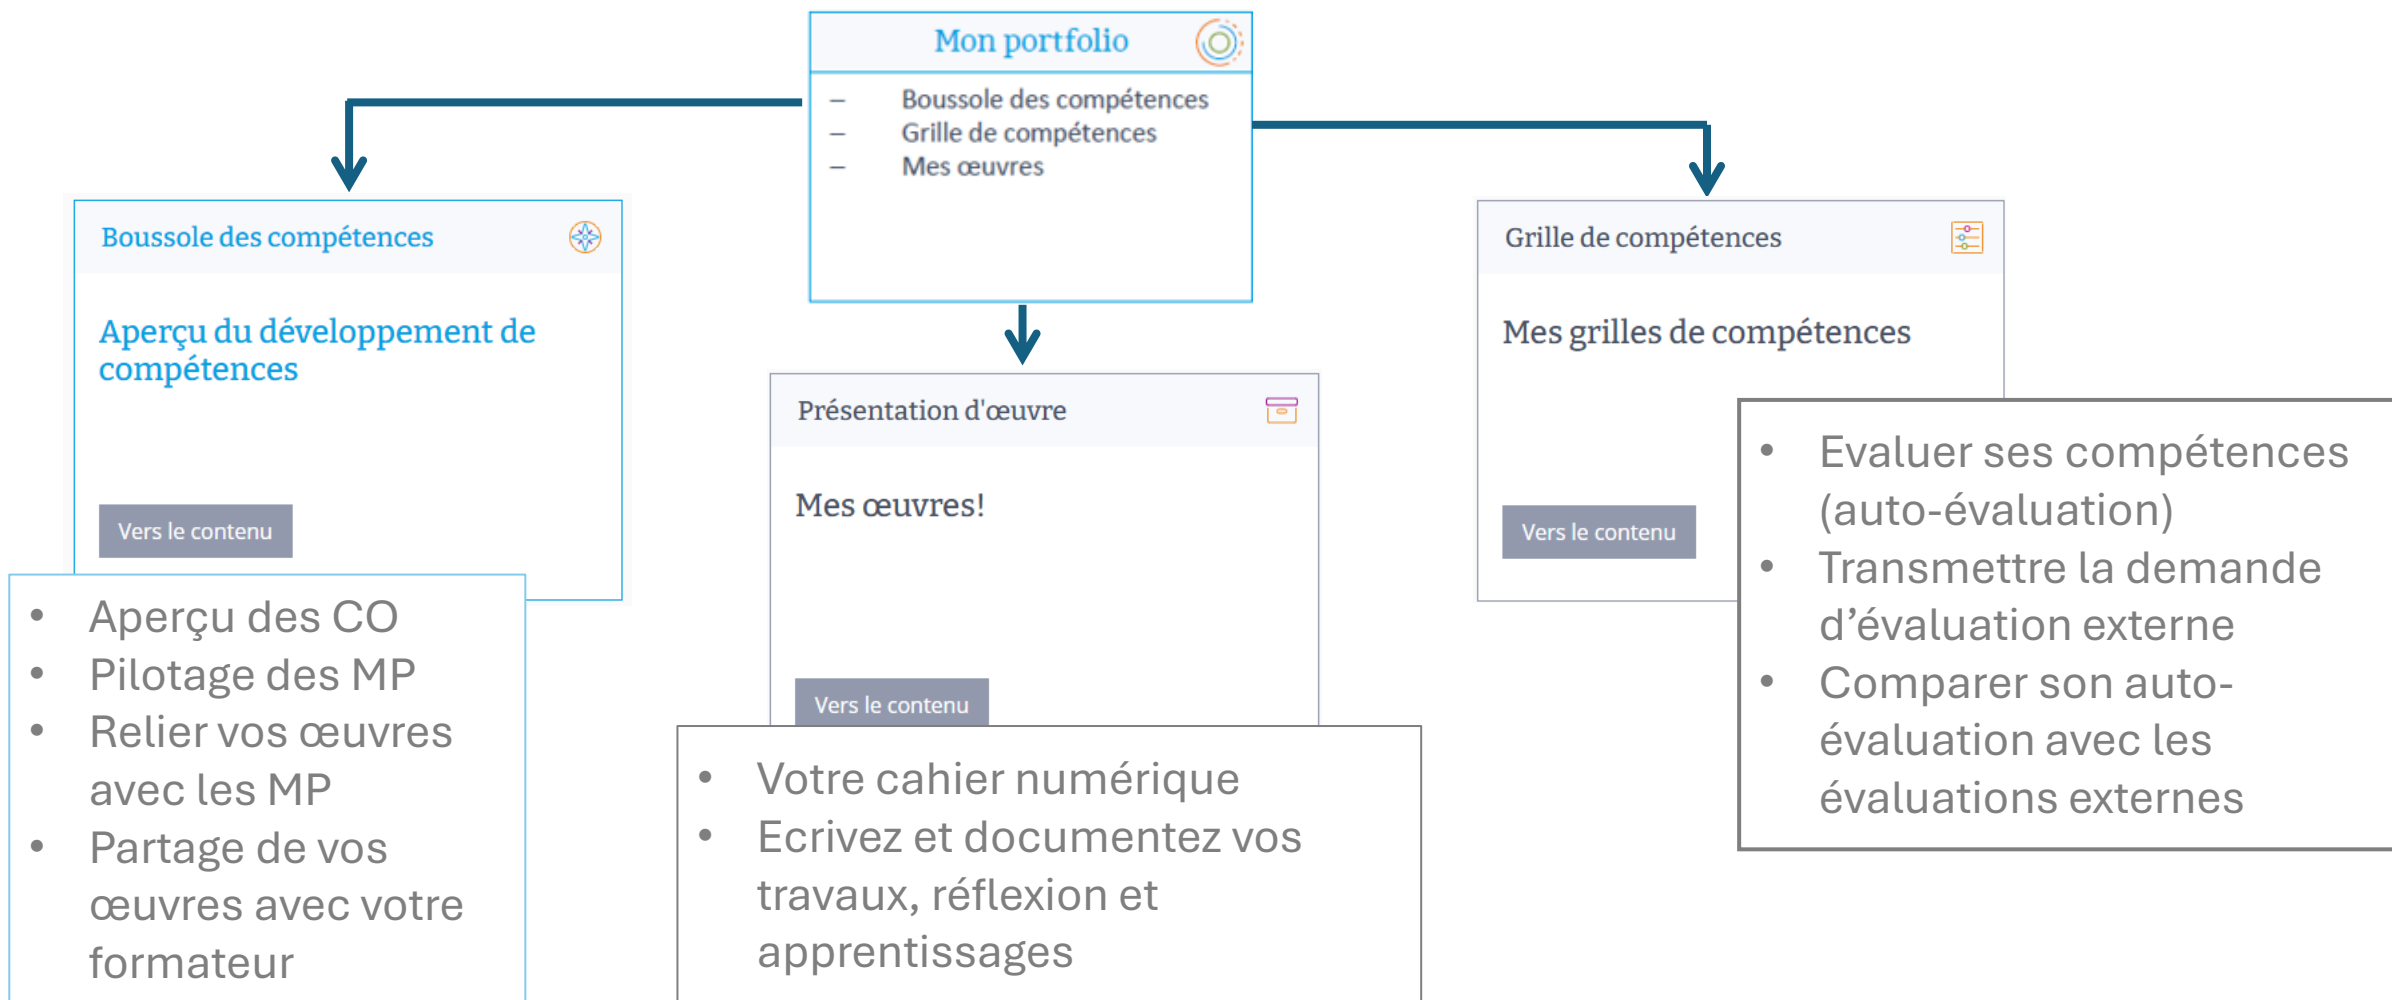 Mon portfolio
– Boussole des compétences
– Grille de compétences
– Mes œuvres
Boussole des compétences
Aperçu du développement de
compétences
Vers le contenu
• Aperçu des CO
• Pilotage des MP
• Relier vos œuvres
avec les MP
• Partage de vos
œuvres avec votre
formateur
Présentation d'œuvre
Mes œuvres!
Vers le contenu
• Votre cahier numérique
• Ecrivez et documentez vos
travaux, réflexion et
apprentissages
Grille de compétences
Mes grilles de compétences
Vers le contenu
• Evaluer ses compétences
(auto-évaluation)
• Transmettre la demande
d’évaluation externe
• Comparer son auto-
évaluation avec les
évaluations externes